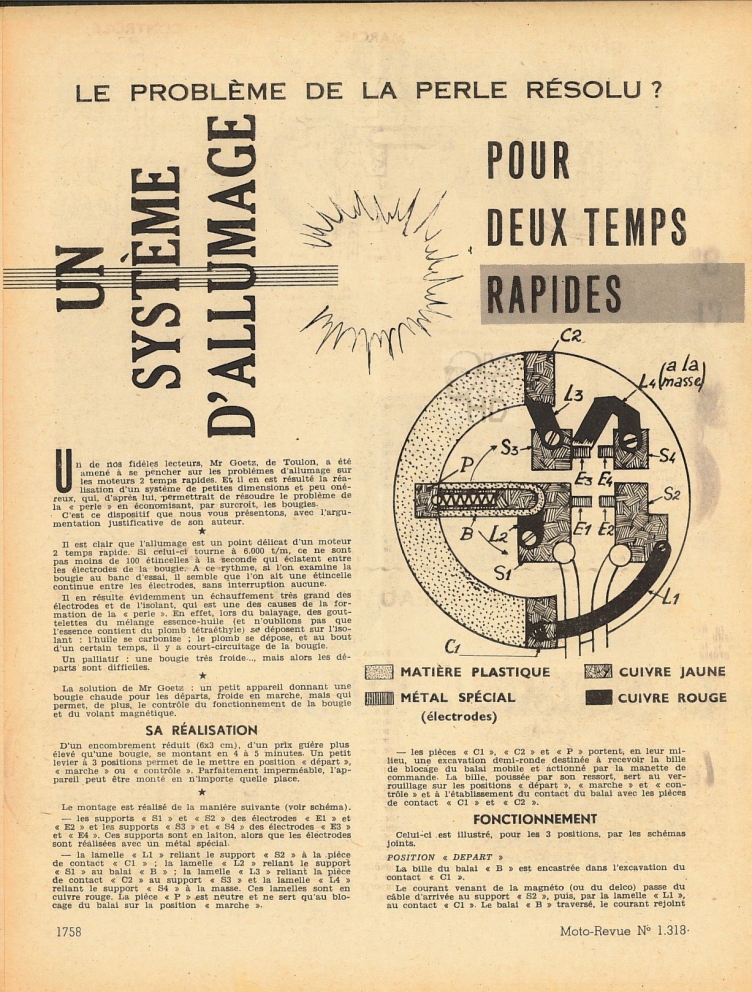 LE PROBLÈME DE LA PERLE RÉSOLU ?
UN
SYSTÈME
D'ALLUMAGE
POUR
DEUX TEMPS
RAPIDES
Un de nos fidèles lecteurs, Mr Goetz, de Toulon, a été
amené à se pencher sur les problèmes d'allumage sur
les moteurs 2 temps rapides. Et il en est résulté la réa-
lisation d'un système de petites dimensions et peu oné-
reux, qui, d'après lui, permettrait de résoudre le problème de
la « perle » en économisant, par surcroît, les bougies.
C'est ce dispositif que nous vous présentons, avec l'argu-
mentation justificative de son auteur.
★
Il est clair que l'allumage est un point délicat d'un moteur
2 temps rapide. Si celui-ci tourne à 6.000 t/m, ce ne sont
pas moins de 100 étincelles à la seconde qui éclatent entre
les électrodes de la bougie. A ce rythme, si l'on examine la
bougie au banc d'essai, il semble que l'on ait une étincelle
continue entre les électrodes, sans interruption aucune.
Il en résulte évidemment un échauffement très grand des
électrodes et de l'isolant, qui est une des causes de la for-
mation de la « perle ». En effet, lors du balayage, des gout-
telettes du mélange essence-huile (et n'oublions pas que
l'essence contient du plomb tétraéthyle) se déposent sur l'iso-
lant : l'huile se carbonise ; le plomb se dépose, et au bout
d'un certain temps, il y a court-circuitage de la bougie.
Un palliatif : une bougie très froide..., mais alors les dé-
parts sont difficiles.
★
La solution de Mr Goetz : un petit appareil donnant une
bougie chaude pour les départs, froide en marche, mais qui
permet, de plus, le contrôle du fonctionnement de la bougie
et du volant magnétique.
SA RÉALISATION
D'un encombrement réduit (6x3 cm), d'un prix guère plus
élevé qu'une bougie, se montant en 4 à 5 minutes. Un petit
levier à 3 positions permet de le mettre en position « départ »,
« marche » ou « contrôle ». Parfaitement imperméable, l'ap-
pareil peut être monté en n'importe quelle place.
★
Le montage est réalisé de la manière suivante (voir schéma).
— les supports « S1 » et « S2 » des électrodes « E1 » et
« E2 » et les supports « S3 » et « S4 » des électrodes « E3 »
et « E4 ». Ces supports sont en laiton, alors que les électrodes
sont réalisées avec un métal spécial.
— la lamelle « L1 » reliant le support « S2 » à la pièce
de contact « C1 » ; la lamelle « L2 » reliant le support
« S1 » au balai « B » ; la lamelle « L3 » reliant la pièce
de contact « C2 » au support « S3 » et la lamelle « L4 »
reliant le support « S4 » à la masse. Ces lamelles sont en
cuivre rouge. La pièce « P » est neutre et ne sert qu'au blo-
cage du balai sur la position « marche ».
C2
L3
L4 (a la masse)
S3
S4
E3
E4
P
S2
E1
E2
L2
B
S1
L1
C1
MATIÈRE PLASTIQUE
CUIVRE JAUNE
MÉTAL SPÉCIAL
(électrodes)
CUIVRE ROUGE
— les pièces « C1 », « C2 » et « P » portent, en leur mi-
lieu, une excavation demi-ronde destinée à recevoir la bille
de blocage du balai mobile et actionné par la manette de
commande. La bille, poussée par son ressort, sert au ver-
rouillage sur les positions « départ », « marche » et « con-
trôle » et à l'établissement du contact du balai avec les pièces
de contact « C1 » et « C2 ».
FONCTIONNEMENT
Celui-ci est illustré, pour les 3 positions, par les schémas
joints.
POSITION « DEPART »
La bille du balai « B » est encastrée dans l'excavation du
contact « C1 ».
Le courant venant de la magnéto (ou du delco) passe du
câble d'arrivée au support « S2 », puis, par la lamelle « L1 »,
au contact « C1 ». Le balai « B » traversé, le courant rejoint
1758
Moto-Revue N° 1.318